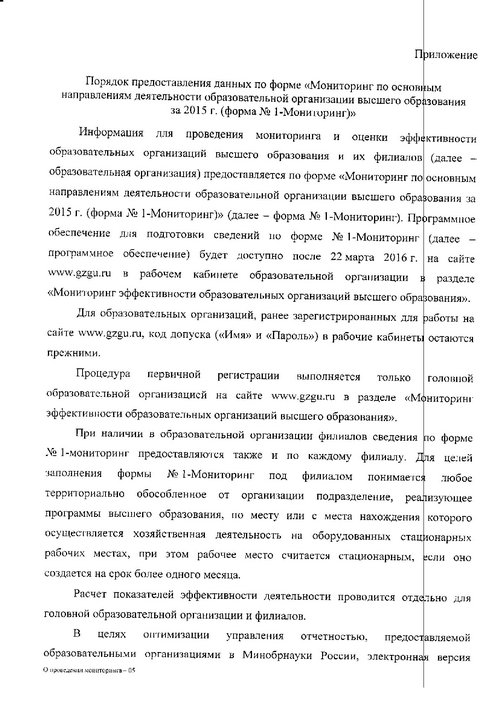 Приложение
Порядок предоставления данных по форме «Мониторинг по основным
направлениям деятельности образовательной организации высшего образования
за 2015 г. (форма № 1-Мониторинг)»
Информация для проведения мониторинга и оценки эффективности
образовательных организаций высшего образования и их филиалов (далее –
образовательная организация) предоставляется по форме «Мониторинг по основным
направлениям деятельности образовательной организации высшего образования за
2015 г. (форма № 1-Мониторинг)» (далее – форма № 1-Мониторинг). Программное
обеспечение для подготовки сведений по форме № 1-Мониторинг (далее –
программное обеспечение) будет доступно после 22 марта 2016 г. на сайте
www.gzgu.ru в рабочем кабинете образовательной организации в разделе
«Мониторинг эффективности образовательных организаций высшего образования».
Для образовательных организаций, ранее зарегистрированных для работы на
сайте www.gzgu.ru, код допуска («Имя» и «Пароль») в рабочие кабинеты остаются
прежними.
Процедура первичной регистрации выполняется только головной
образовательной организацией на сайте www.gzgu.ru в разделе «Мониторинг
эффективности образовательных организаций высшего образования».
При наличии в образовательной организации филиалов сведения по форме
№ 1-мониторинг предоставляются также и по каждому филиалу. Для целей
заполнения формы № 1-Мониторинг под филиалом понимается любое
территориально обособленное от организации подразделение, реализующее
программы высшего образования, по месту или с места нахождения которого
осуществляется хозяйственная деятельность на оборудованных стационарных
рабочих местах, при этом рабочее место считается стационарным, если оно
создается на срок более одного месяца.
Расчет показателей эффективности деятельности проводится отдельно для
головной образовательной организации и филиалов.
В целях оптимизации управления отчетностью, предоставляемой
образовательными организациями в Минобрнауки России, электронная версия
О проведении мониторинга – 05